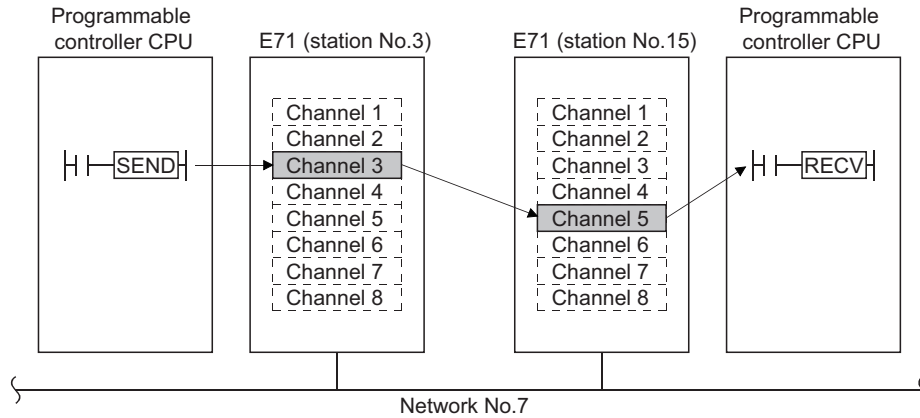 Programmable
controller CPU
E71 (station No.3)
E71 (station No.15)
Programmable
controller CPU
SEND
Channel 1
Channel 2
Channel 3
Channel 4
Channel 5
Channel 6
Channel 7
Channel 8
Channel 1
Channel 2
Channel 3
Channel 4
Channel 5
Channel 6
Channel 7
Channel 8
RECV
Network No.7